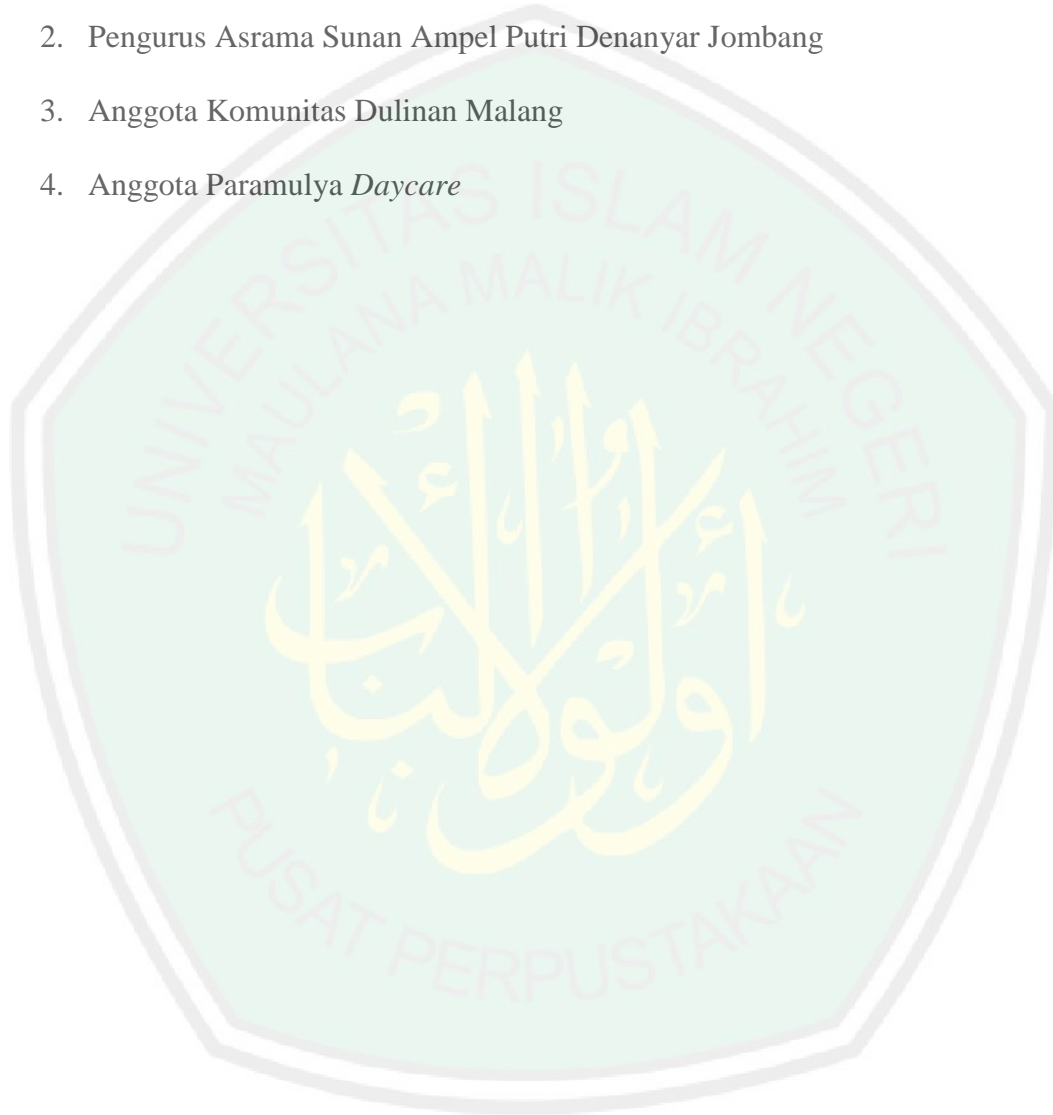 2. Pengurus Asrama Sunan Ampel Putri Denanyar Jombang
3. Anggota Komunitas Dulinan Malang
4. Anggota Paramulya Daycare
UNIVERSITAS ISLAM NEGERI
MAULANA MALIK IBRAHIM
أولو الألباب
PUSAT PERPUSTAKAAN